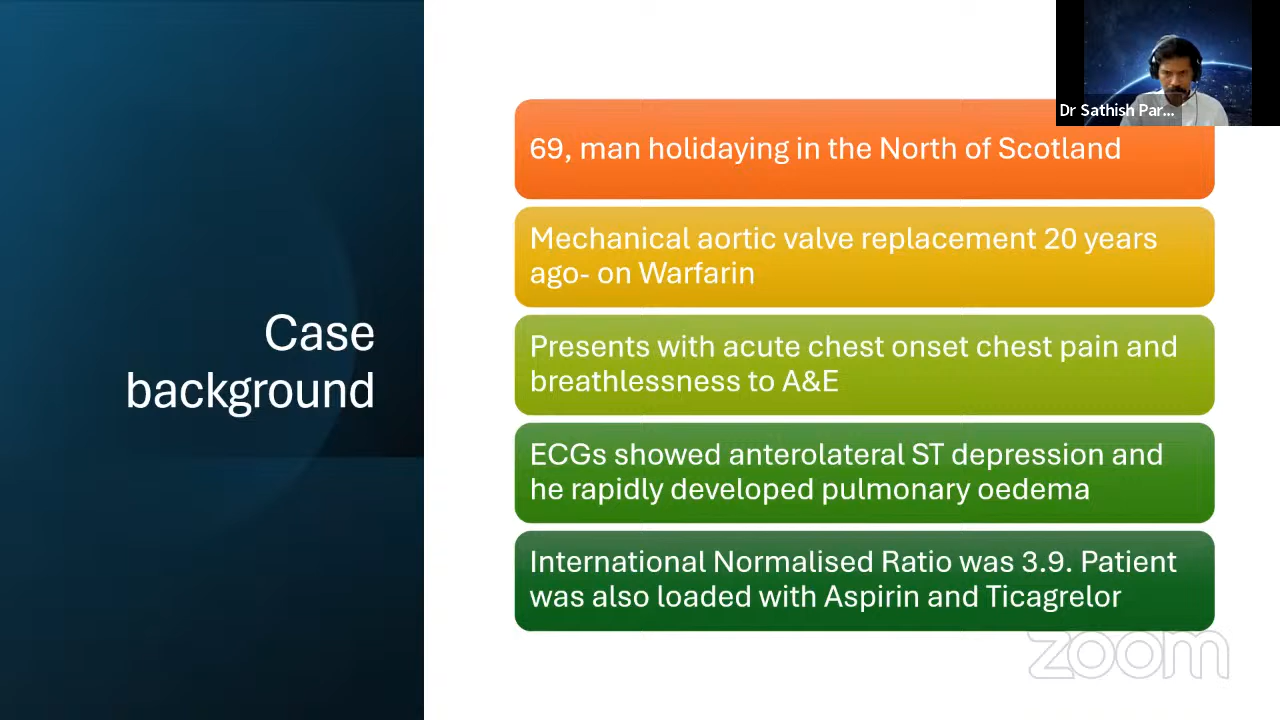 Dr Sathish Par...
69, man holidaying in the North of Scotland
Mechanical aortic valve replacement 20 years
ago- on Warfarin
Presents with acute chest onset chest pain and
breathlessness to A&E
Case
background
ECGs showed anterolateral ST depression and
he rapidly developed pulmonary oedema
International Normalised Ratio was 3.9. Patient
was also loaded with Aspirin and Ticagrelor
zoom